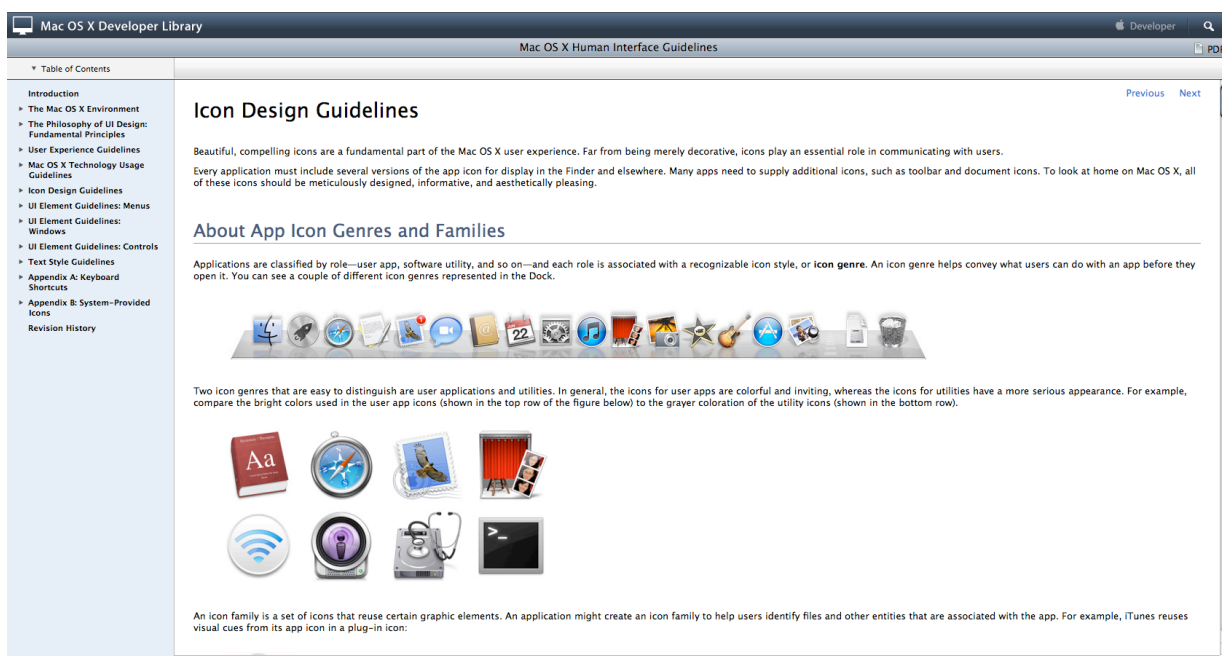 Mac OS X Developer Library
Developer
Mac OS X Human Interface Guidelines
PDF
Table of Contents
Introduction
The Mac OS X Environment
The Philosophy of UI Design:
Fundamental Principles
User Experience Guidelines
Mac OS X Technology Usage
Guidelines
Icon Design Guidelines
UI Element Guidelines: Menus
UI Element Guidelines:
Windows
UI Element Guidelines: Controls
Text Style Guidelines
Appendix A: Keyboard
Shortcuts
Appendix B: System-Provided
Icons
Revision History
Previous Next
Icon Design Guidelines
Beautiful, compelling icons are a fundamental part of the Mac OS X user experience. Far from being merely decorative, icons play an essential role in communicating with users.
Every application must include several versions of the app icon for display in the Finder and elsewhere. Many apps need to supply additional icons, such as toolbar and document icons. To look at home on Mac OS X, all
of these icons should be meticulously designed, informative, and aesthetically pleasing.
About App Icon Genres and Families
Applications are classified by role—user app, software utility, and so on—and each role is associated with a recognizable icon style, or icon genre. An icon genre helps convey what users can do with an app before they
open it. You can see a couple of different icon genres represented in the Dock.
1
22
Two icon genres that are easy to distinguish are user applications and utilities. In general, the icons for user apps are colorful and inviting, whereas the icons for utilities have a more serious appearance. For example,
compare the bright colors used in the user app icons (shown in the top row of the figure below) to the grayer coloration of the utility icons (shown in the bottom row).
Aa
>_
An icon family is a set of icons that reuse certain graphic elements. An application might create an icon family to help users identify files and other entities that are associated with the app. For example, iTunes reuses
visual cues from its app icon in a plug-in icon: